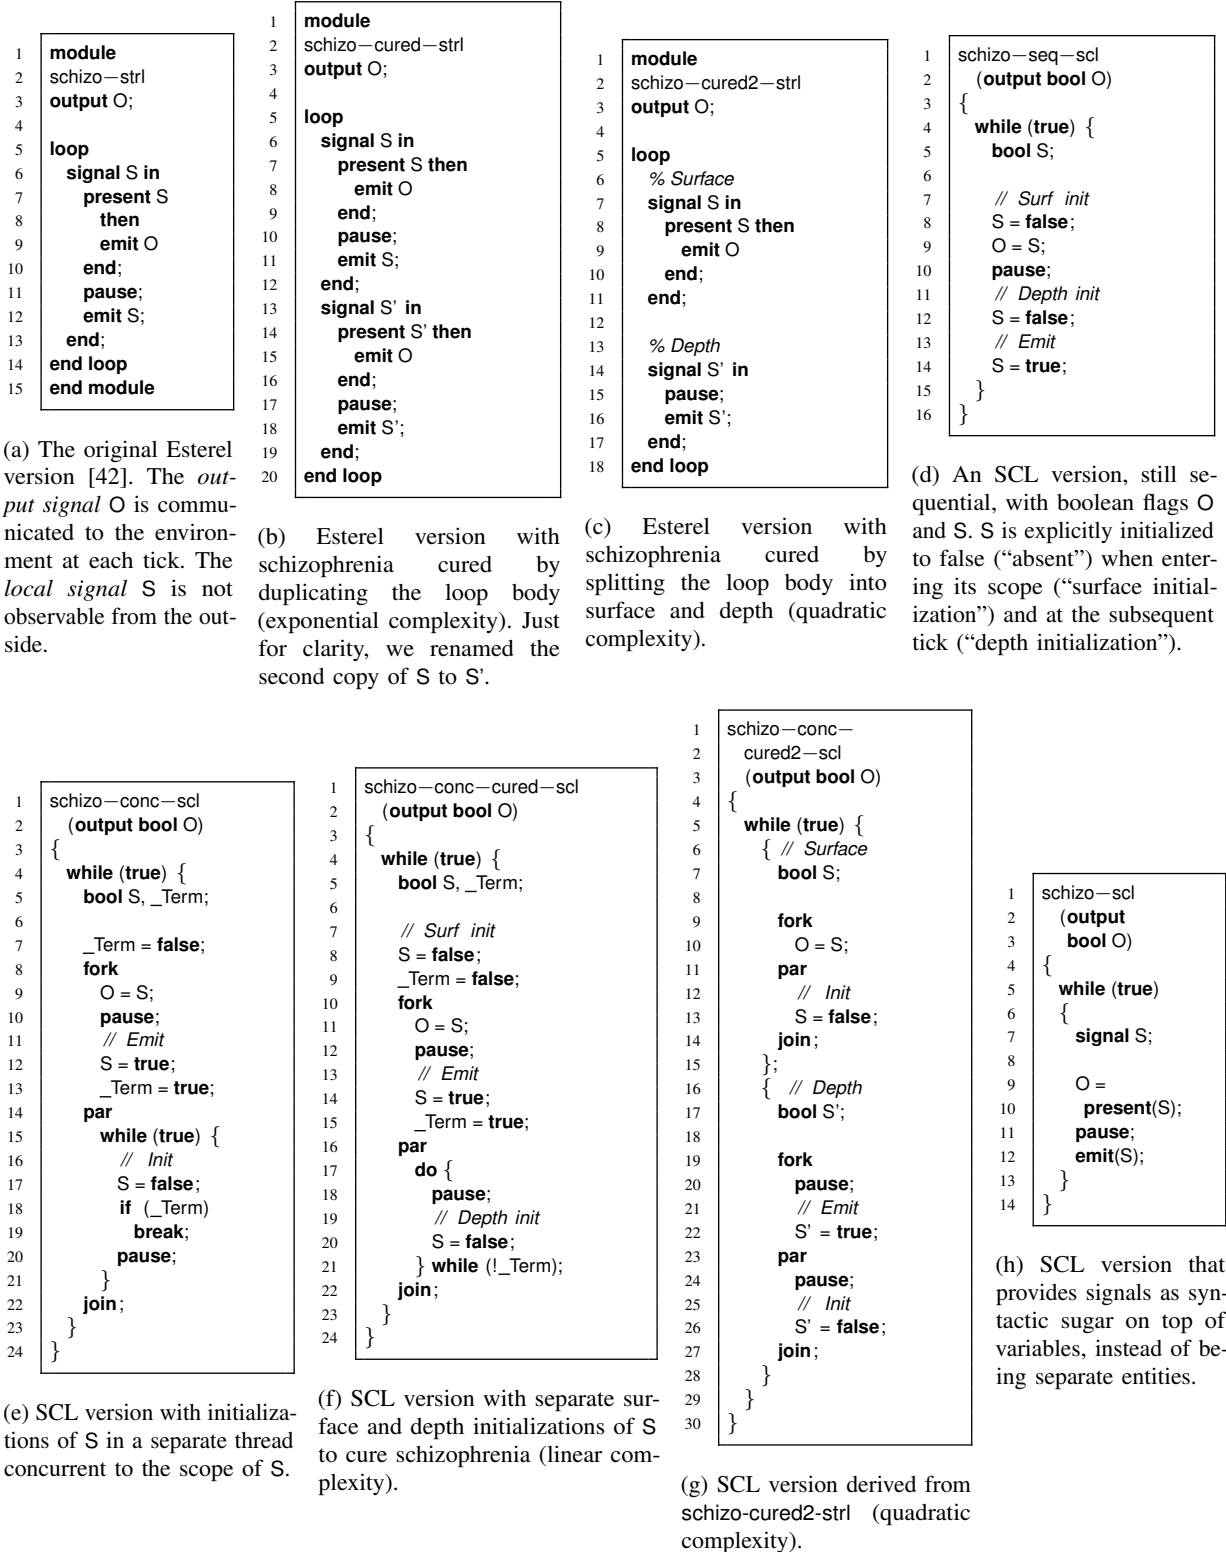 1 module
2 schizo−strl
3 output O;
4
5 loop
6 signal S in
7 present S
8 then
9 emit O
10 end;
11 pause;
12 emit S;
13 end;
14 end loop
15 end module
(a) The original Esterel
version [42]. The out-
put signal O is commu-
nicated to the environ-
ment at each tick. The
local signal S is not
observable from the out-
side.
1 module
2 schizo−cured−strl
3 output O;
4
5 loop
6 signal S in
7 present S then
8 emit O
9 end;
10 pause;
11 emit S;
12 end;
13 signal S' in
14 present S' then
15 emit O
16 end;
17 pause;
18 emit S';
19 end;
20 end loop
(b) Esterel version with
schizophrenia cured by
duplicating the loop body
(exponential complexity). Just
for clarity, we renamed the
second copy of S to S'.
1 module
2 schizo−cured2−strl
3 output O;
4
5 loop
6 % Surface
7 signal S in
8 present S then
9 emit O
10 end;
11 end;
12
13 % Depth
14 signal S' in
15 pause;
16 emit S';
17 end;
18 end loop
(c) Esterel version with
schizophrenia cured by
splitting the loop body into
surface and depth (quadratic
complexity).
1 schizo−seq−scl
2 (output bool O)
3 {
4 while (true) {
5 bool S;
6
7 // Surf init
8 S = false;
9 O = S;
10 pause;
11 // Depth init
12 S = false;
13 // Emit
14 S = true;
15 }
16 }
(d) An SCL version, still se-
quential, with boolean flags O
and S. S is explicitly initialized
to false (“absent”) when enter-
ing its scope (“surface initial-
ization”) and at the subsequent
tick (“depth initialization”).
1 schizo−conc−scl
2 (output bool O)
3 {
4 while (true) {
5 bool S, _Term;
6
7 _Term = false;
8 fork
9 O = S;
10 pause;
11 // Emit
12 S = true;
13 _Term = true;
14 par
15 while (true) {
16 // Init
17 S = false;
18 if (_Term)
19 break;
20 pause;
21 }
22 join;
23 }
24 }
(e) SCL version with initializa-
tions of S in a separate thread
concurrent to the scope of S.
1 schizo−conc−cured−scl
2 (output bool O)
3 {
4 while (true) {
5 bool S, _Term;
6
7 // Surf init
8 S = false;
9 _Term = false;
10 fork
11 O = S;
12 pause;
13 // Emit
14 S = true;
15 _Term = true;
16 par
17 do {
18 pause;
19 // Depth init
20 S = false;
21 } while (!_Term);
22 join;
23 }
24 }
(f) SCL version with separate sur-
face and depth initializations of S
to cure schizophrenia (linear com-
plexity).
1 schizo−conc−
2 cured2−scl
3 (output bool O)
4 {
5 while (true) {
6 { // Surface
7 bool S;
8
9 fork
10 O = S;
11 par
12 // Init
13 S = false;
14 join;
15 };
16 { // Depth
17 bool S';
18
19 fork
20 pause;
21 // Emit
22 S' = true;
23 par
24 pause;
25 // Init
26 S' = false;
27 join;
28 }
29 }
30 }
(g) SCL version derived from
schizo-cured2-strl (quadratic
complexity).
1 schizo−scl
2 (output
3 bool O)
4 {
5 while (true)
6 {
7 signal S;
8
9 O =
10 present(S);
11 pause;
12 emit(S);
13 }
14 }
(h) SCL version that
provides signals as syn-
tactic sugar on top of
variables, instead of be-
ing separate entities.